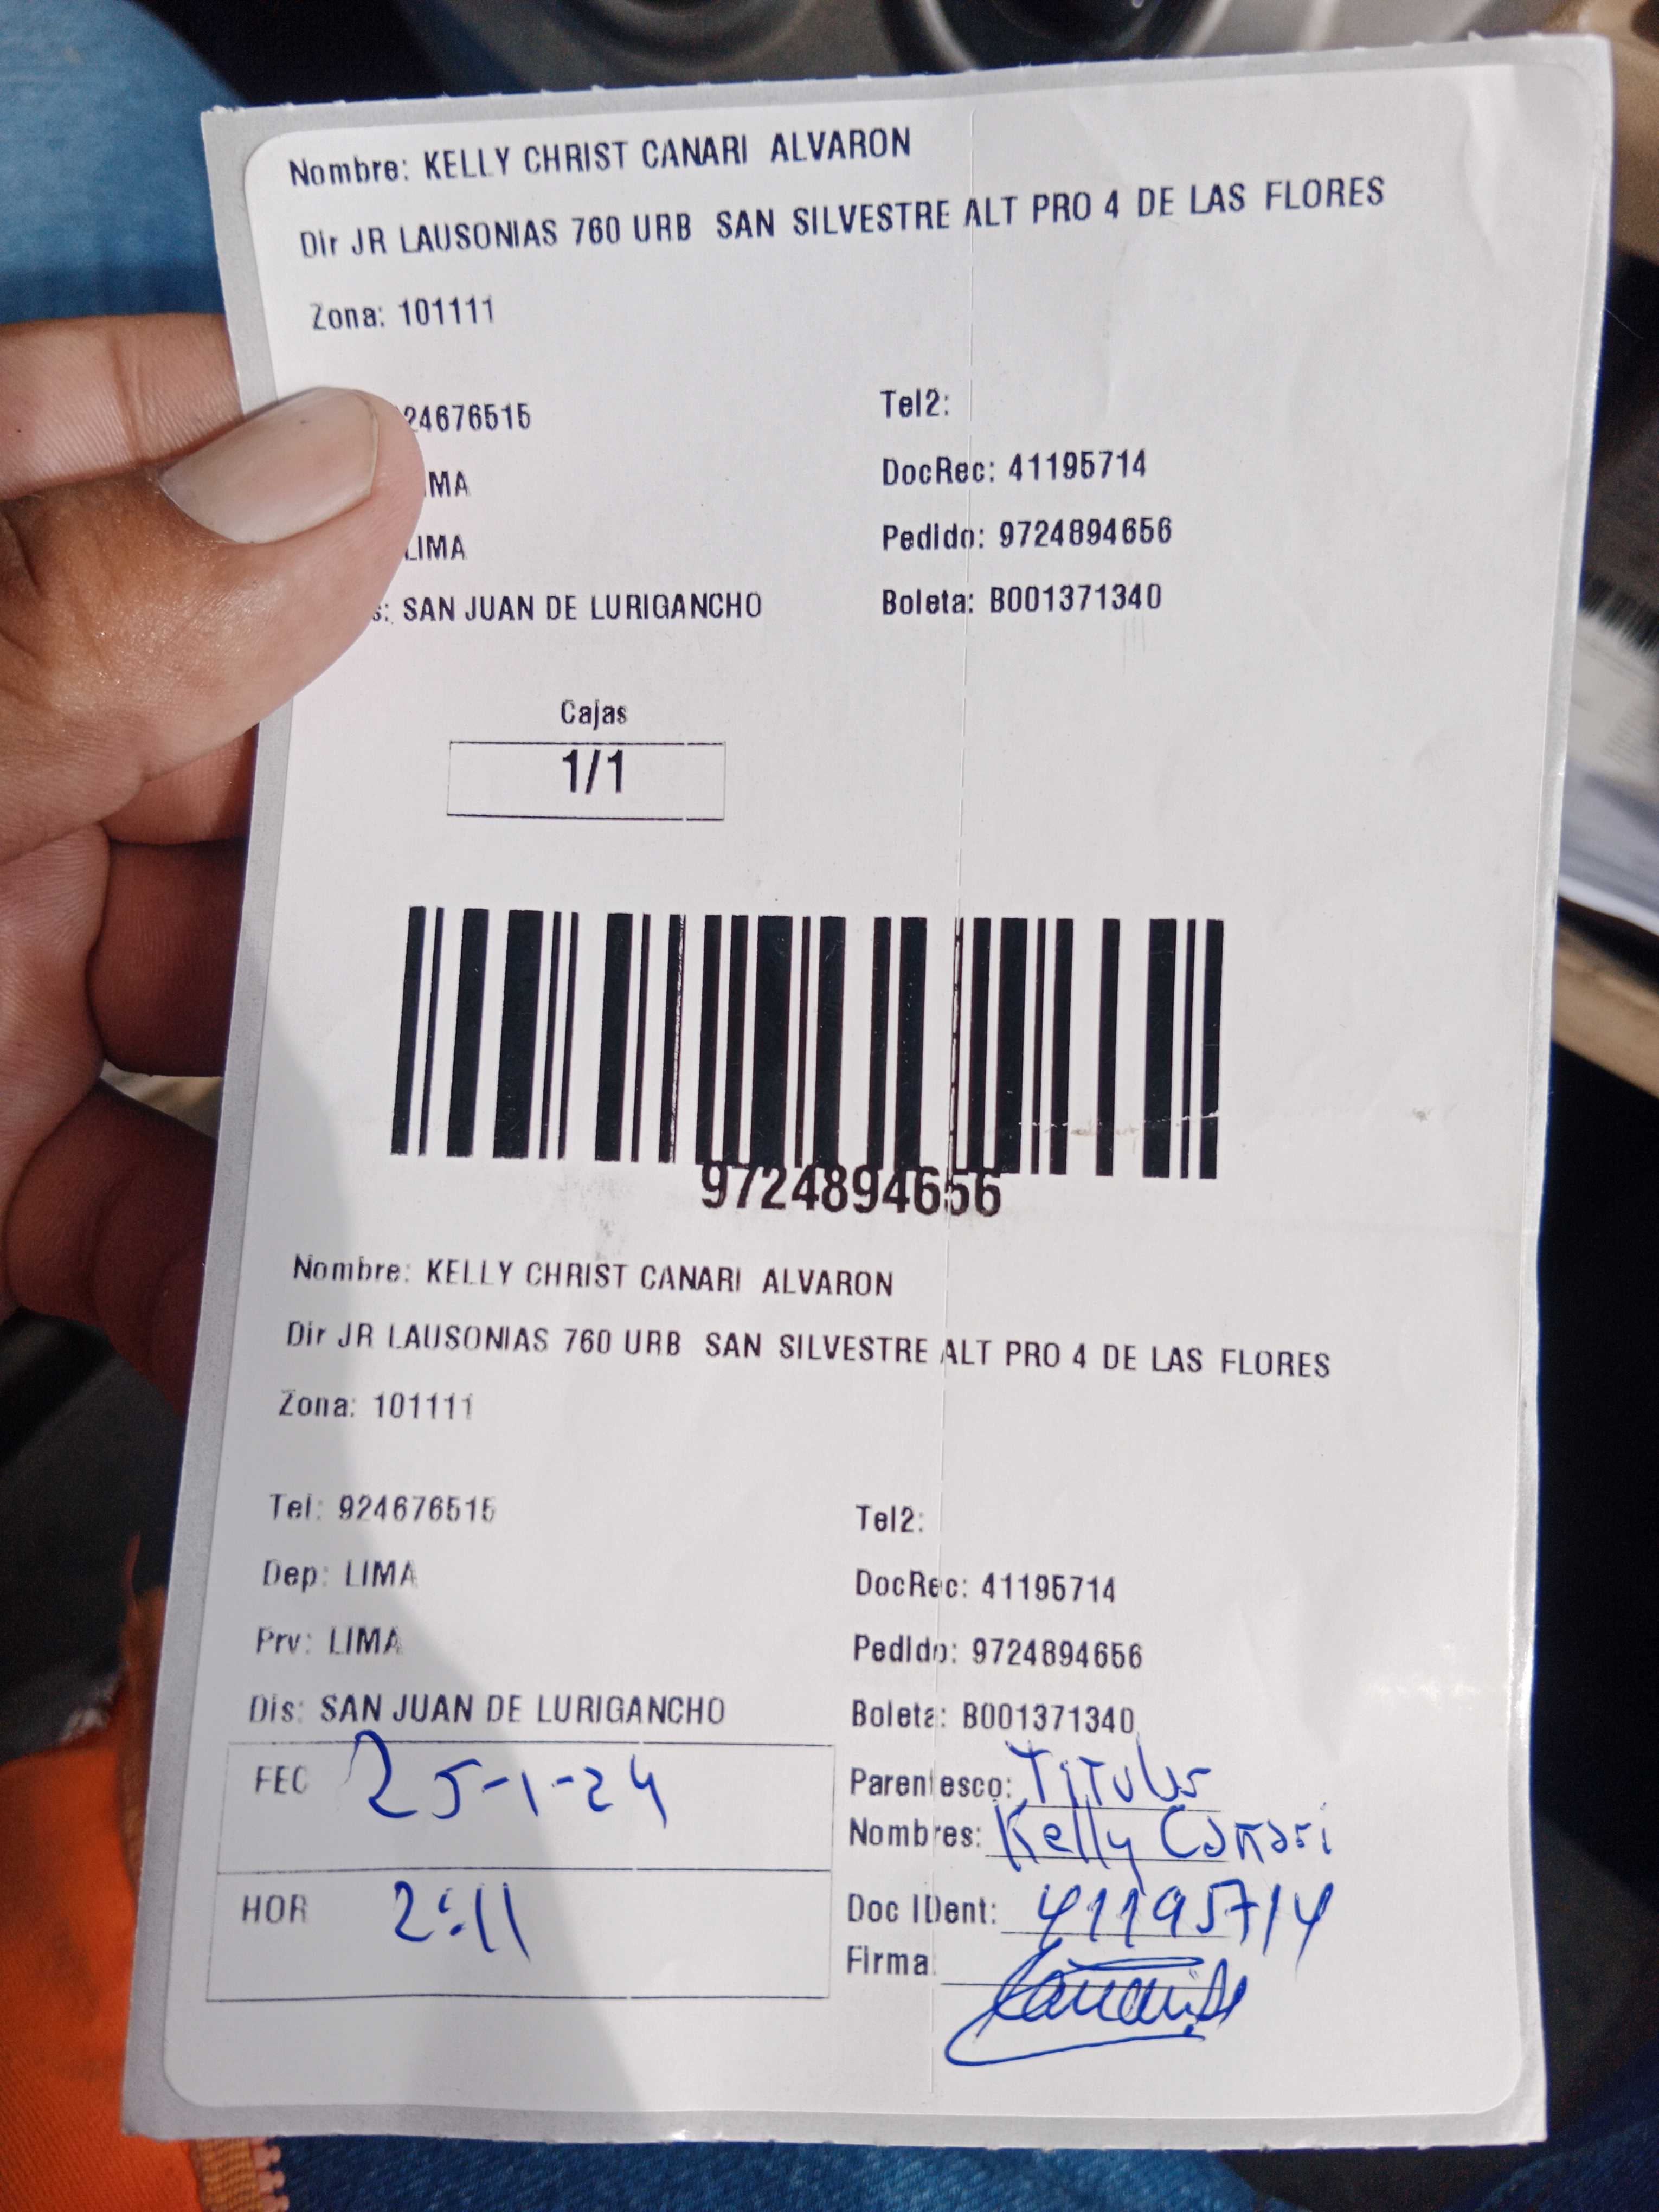 Nombre: KELLY CHRIST CANARI ALVARON
Dir JR LAUSONIAS 760 URB SAN SILVESTRE ALT PRO 4 DE LAS FLORES
Zona: 101111
24676515 Tel2:
IMA DocRec: 41195714
LIMA Pedido: 9724894656
s: SAN JUAN DE LURIGANCHO Boleta: B001371340
Cajas
1/1
9724894656
Nombre: KELLY CHRIST CANARI ALVARON
Dir JR LAUSONIAS 760 URB SAN SILVESTRE ALT PRO 4 DE LAS FLORES
Zona: 101111
Tel: 924676515 Tel2:
Dep: LIMA DocRec: 41195714
Prv: LIMA Pedido: 9724894656
Dis: SAN JUAN DE LURIGANCHO Boleta: B001371340
FEC 25-1-24 Parentesco: Titular
Nombres: Kelly Canari
HOR 2:11 Doc IDent: 41195714
Firma: